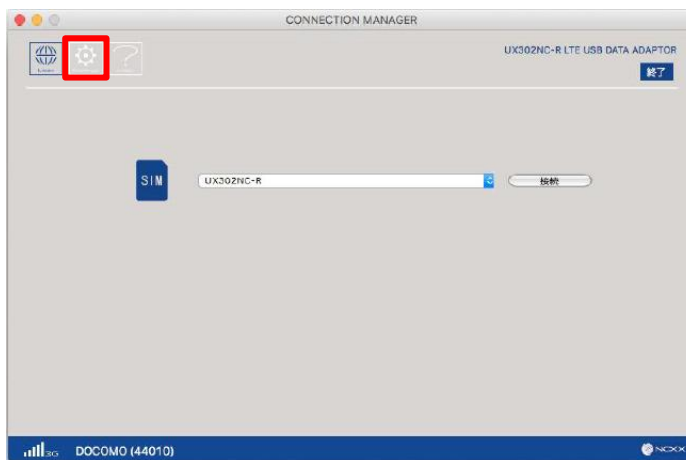 CONNECTION MANAGER
UX302NC-R LTE USB DATA ADAPTOR
終了
SIM
UX302NC-R
接続
3G
DOCOMO (44010)
NCXX